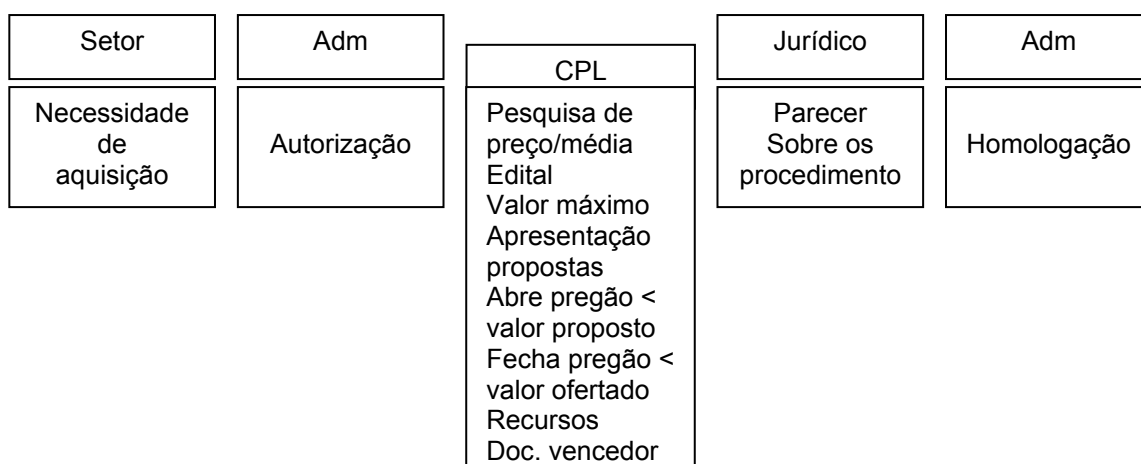 Setor
Necessidade
de
aquisição
Adm
Autorização
CPL
Pesquisa de
preço/média
Edital
Valor máximo
Apresentação
propostas
Abre pregão <
valor proposto
Fecha pregão <
valor ofertado
Recursos
Doc. vencedor
Jurídico
Parecer
Sobre os
procedimento
Adm
Homologação